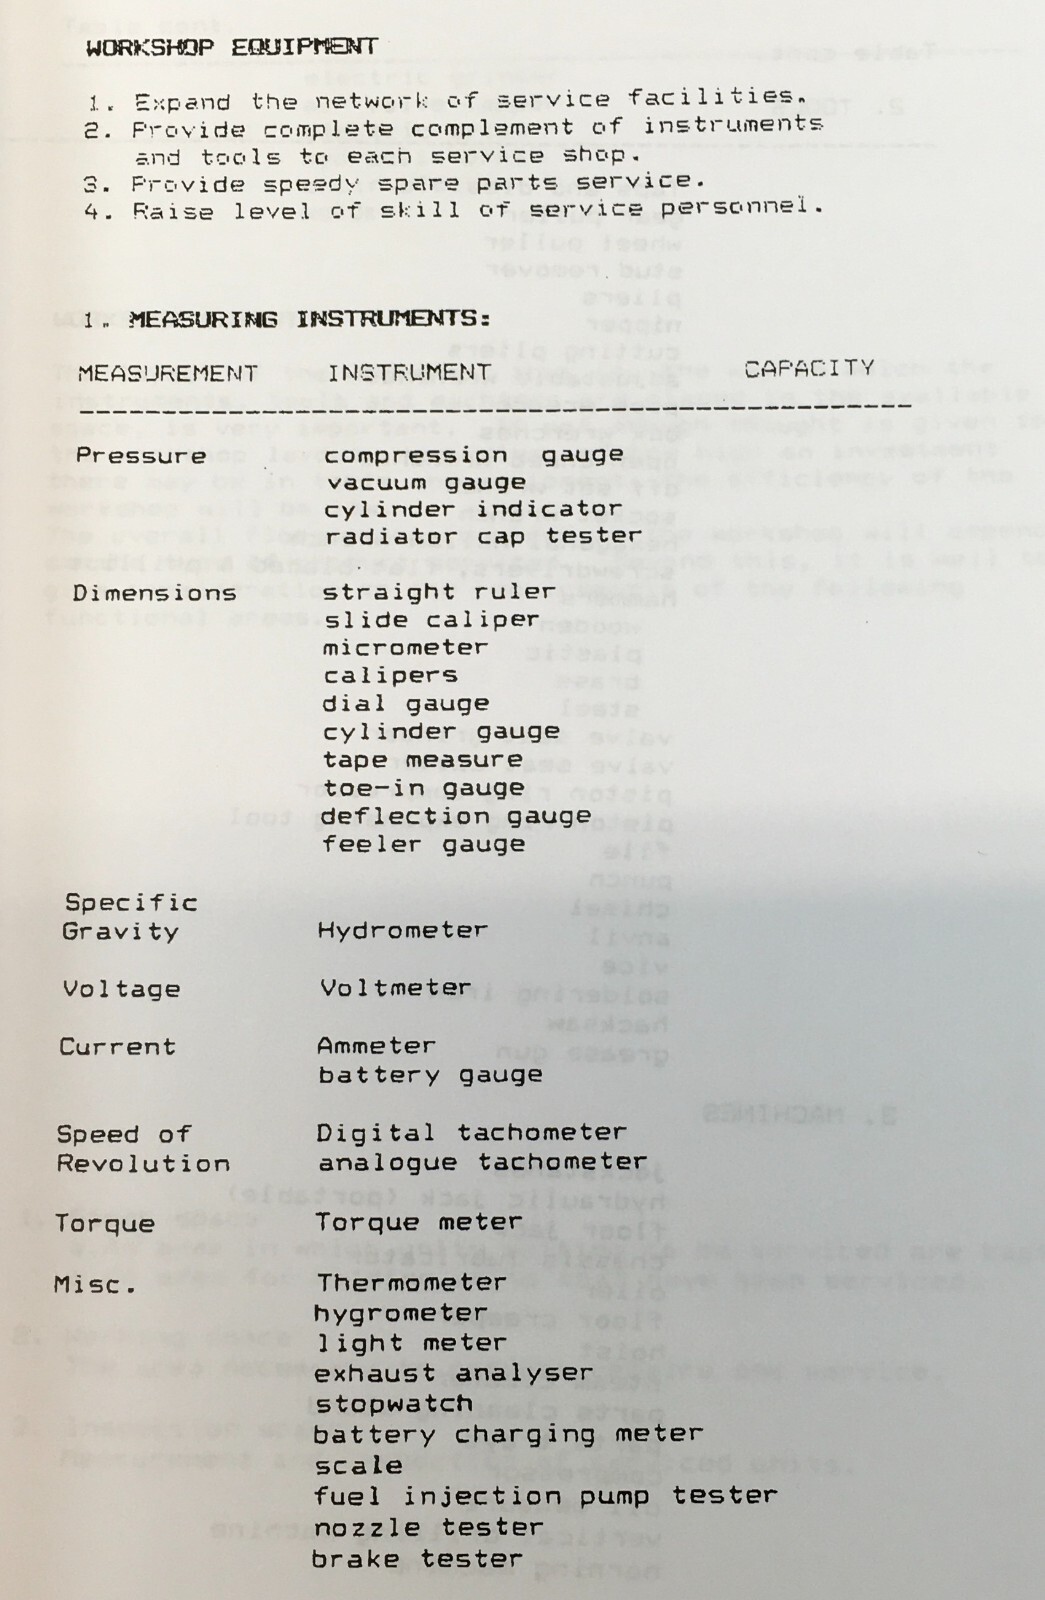 WORKSHOP EQUIPMENT
1. Expand the network of service facilities.
2. Provide complete complement of instruments
and tools to each service shop.
3. Provide speedy spare parts service.
4. Raise level of skill of service personnel.
1. MEASURING INSTRUMENTS:
MEASUREMENT INSTRUMENT CAPACITY
Pressure compression gauge
vacuum gauge
cylinder indicator
radiator cap tester
Dimensions straight ruler
slide caliper
micrometer
calipers
dial gauge
cylinder gauge
tape measure
toe-in gauge
deflection gauge
feeler gauge
Specific
Gravity Hydrometer
Voltage Voltmeter
Current Ammeter
battery gauge
Speed of Digital tachometer
Revolution analogue tachometer
Torque Torque meter
Misc. Thermometer
hygrometer
light meter
exhaust analyser
stopwatch
battery charging meter
scale
fuel injection pump tester
nozzle tester
brake tester